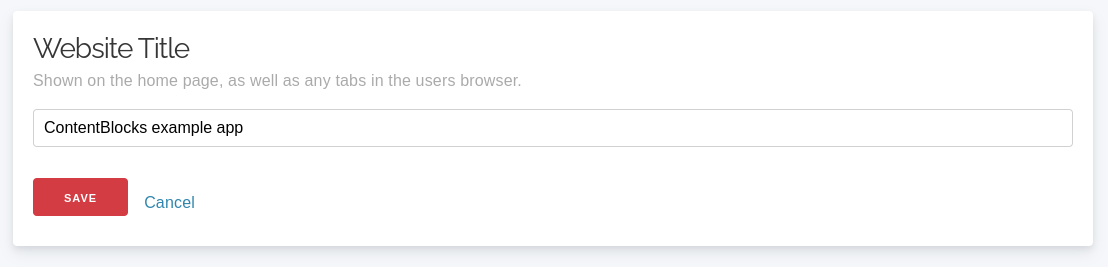 Website Title
Shown on the home page, as well as any tabs in the users browser.
ContentBlocks example app
SAVE Cancel